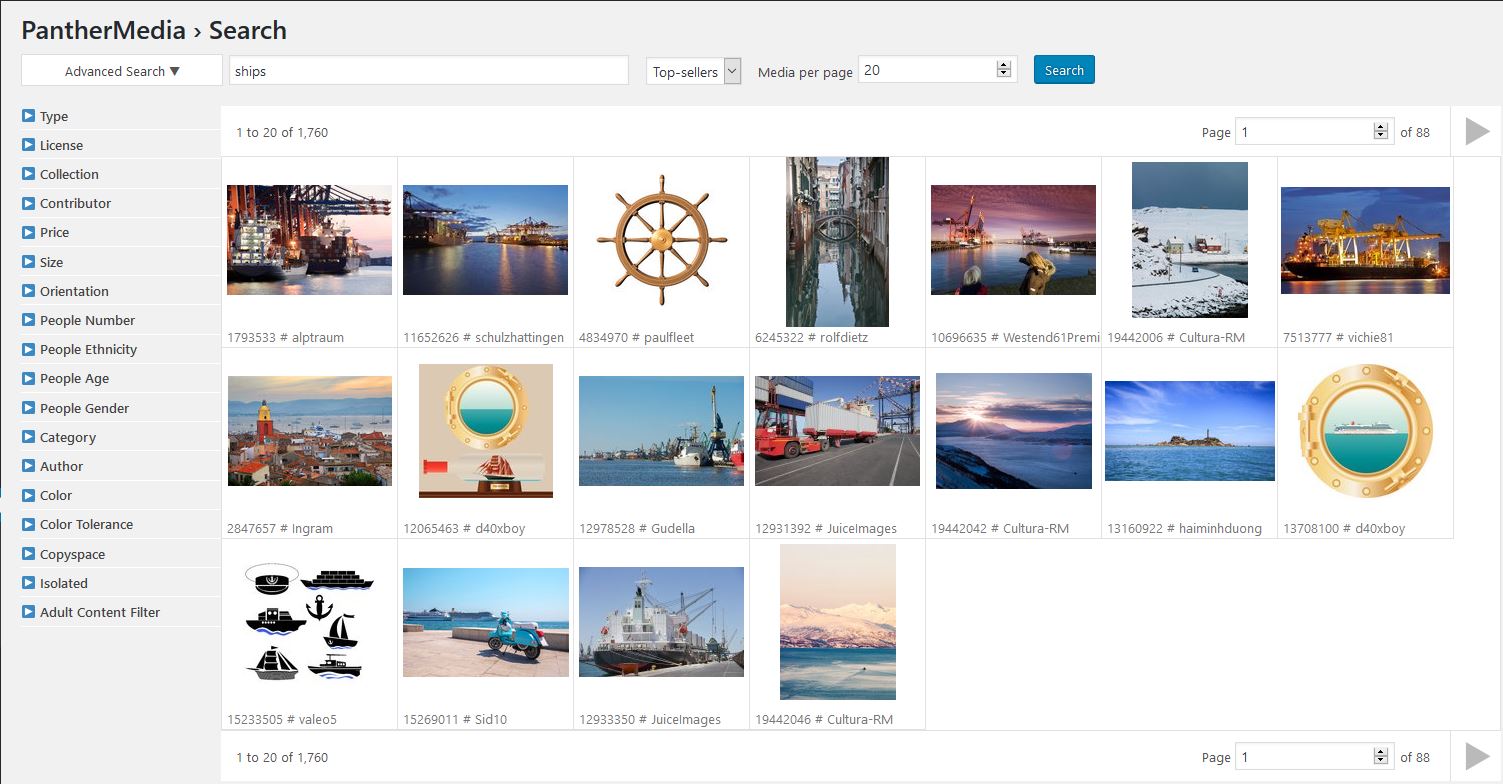 PantherMedia › Search
Advanced Search ▼ ships Top-sellers Media per page 20 Search
Type
License
Collection
Contributor
Price
Size
Orientation
People Number
People Ethnicity
People Age
People Gender
Category
Author
Color
Color Tolerance
Copyspace
Isolated
Adult Content Filter
1 to 20 of 1,760 Page 1 of 88
1793533 # alptraum 11652626 # schulzhattingen 4834970 # paulfleet 6245322 # rolfdietz 10696635 # Westend61Premi 19442006 # Cultura-RM 7513777 # vichie81
2847657 # Ingram 12065463 # d40xboy 12978528 # Gudella 12931392 # JuiceImages 19442042 # Cultura-RM 13160922 # haiminhduong 13708100 # d40xboy
15233505 # valeo5 15269011 # Sid10 12933350 # JuiceImages 19442046 # Cultura-RM
1 to 20 of 1,760 Page 1 of 88